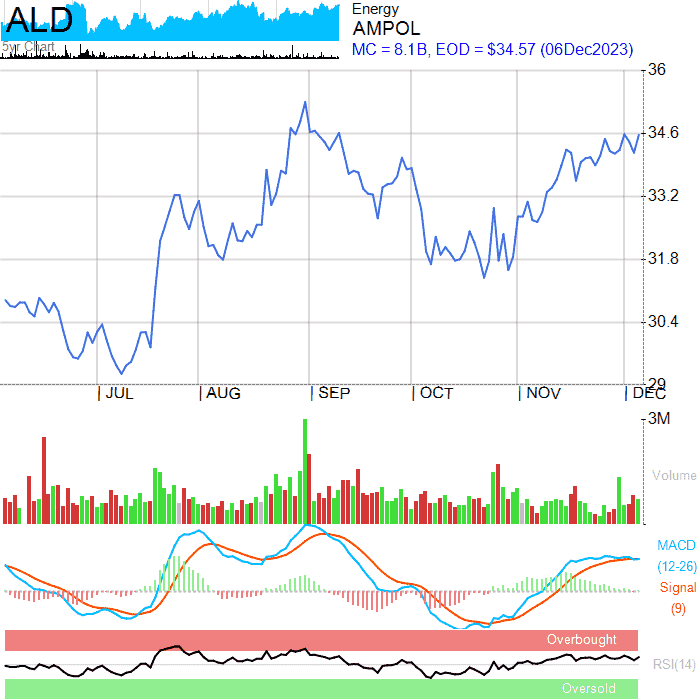 ALD
5yr Chart
Energy
AMPOL
MC = 8.1B, EOD = $34.57 (06Dec2023)
36
34.6
33.2
31.8
30.4
29
JUL AUG SEP OCT NOV DEC
3M
Volume
MACD
(12-26)
Signal
(9)
Overbought
RSI(14)
Oversold